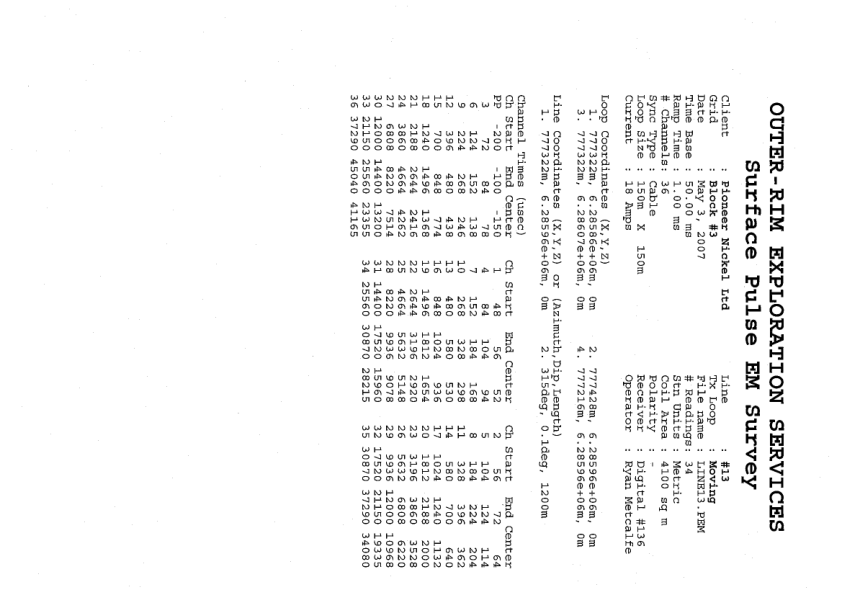 OUTER-RIM EXPLORATION SERVICES
Surface Pulse EM Survey
Client : Pioneer Nickel Ltd Line : #13
Grid : Block #3 Tx Loop : Moving
Date : May 3, 2007 File name : LINE13.PEM
Time Base : 50.00 ms # Readings: 34
Ramp Time : 1.00 ms Stn Units : Metric
# Channels: 36 Coil Area : 4100 sq m
Sync Type : Cable Polarity : -
Loop Size : 150m X 150m Receiver : Digital #136
Current : 18 Amps Operator : Ryan Metcalfe
Loop Coordinates (X,Y,Z)
1. 777322m, 6.28586e+06m, 0m 2. 777428m, 6.28596e+06m, 0m
3. 777322m, 6.28607e+06m, 0m 4. 777216m, 6.28596e+06m, 0m
Line Coordinates (X,Y,Z) or (Azimuth,Dip,Length)
1. 777322m, 6.28596e+06m, 0m 2. 315deg, 0.1deg, 1200m
Channel Times (usec)
Ch Start End Center Ch Start End Center Ch Start End Center
PP -200 -100 -150 1 48 56 52 2 56 72 64
3 72 84 78 4 84 104 94 5 104 124 114
6 124 152 138 7 152 184 168 8 184 224 204
9 224 268 246 10 268 328 298 11 328 396 362
12 396 480 438 13 480 580 530 14 580 700 640
15 700 848 774 16 848 1024 936 17 1024 1240 1132
18 1240 1496 1368 19 1496 1812 1654 20 1812 2188 2000
21 2188 2644 2416 22 2644 3196 2920 23 3196 3860 3528
24 3860 4664 4262 25 4664 5632 5148 26 5632 6808 6220
27 6808 8220 7514 28 8220 9936 9078 29 9936 12000 10968
30 12000 14400 13200 31 14400 17520 15960 32 17520 21150 19335
33 21150 25560 23355 34 25560 30870 28215 35 30870 37290 34080
36 37290 45040 41165